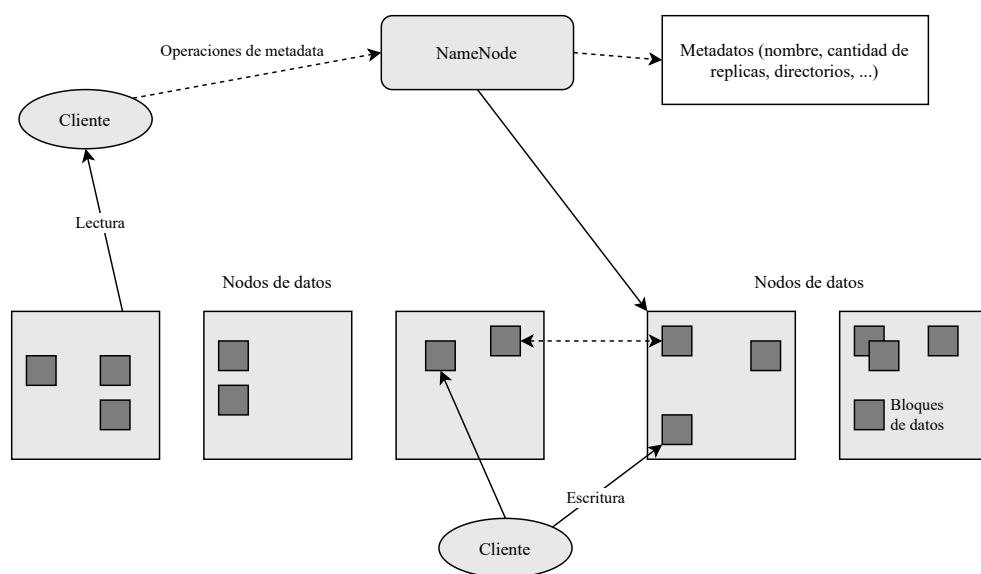 Operaciones de metadata
NameNode
Metadatos (nombre, cantidad de
replicas, directorios, ...)
Cliente
Lectura
Nodos de datos
Nodos de datos
Bloques
de datos
Escritura
Cliente